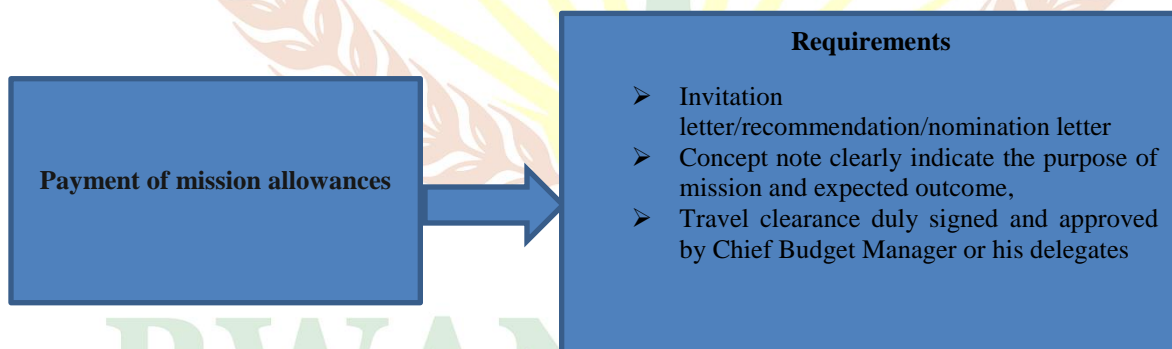 Requirements
Payment of mission allowances
➢ Invitation
letter/recommendation/nomination letter
➢ Concept note clearly indicate the purpose of
mission and expected outcome,
➢ Travel clearance duly signed and approved
by Chief Budget Manager or his delegates